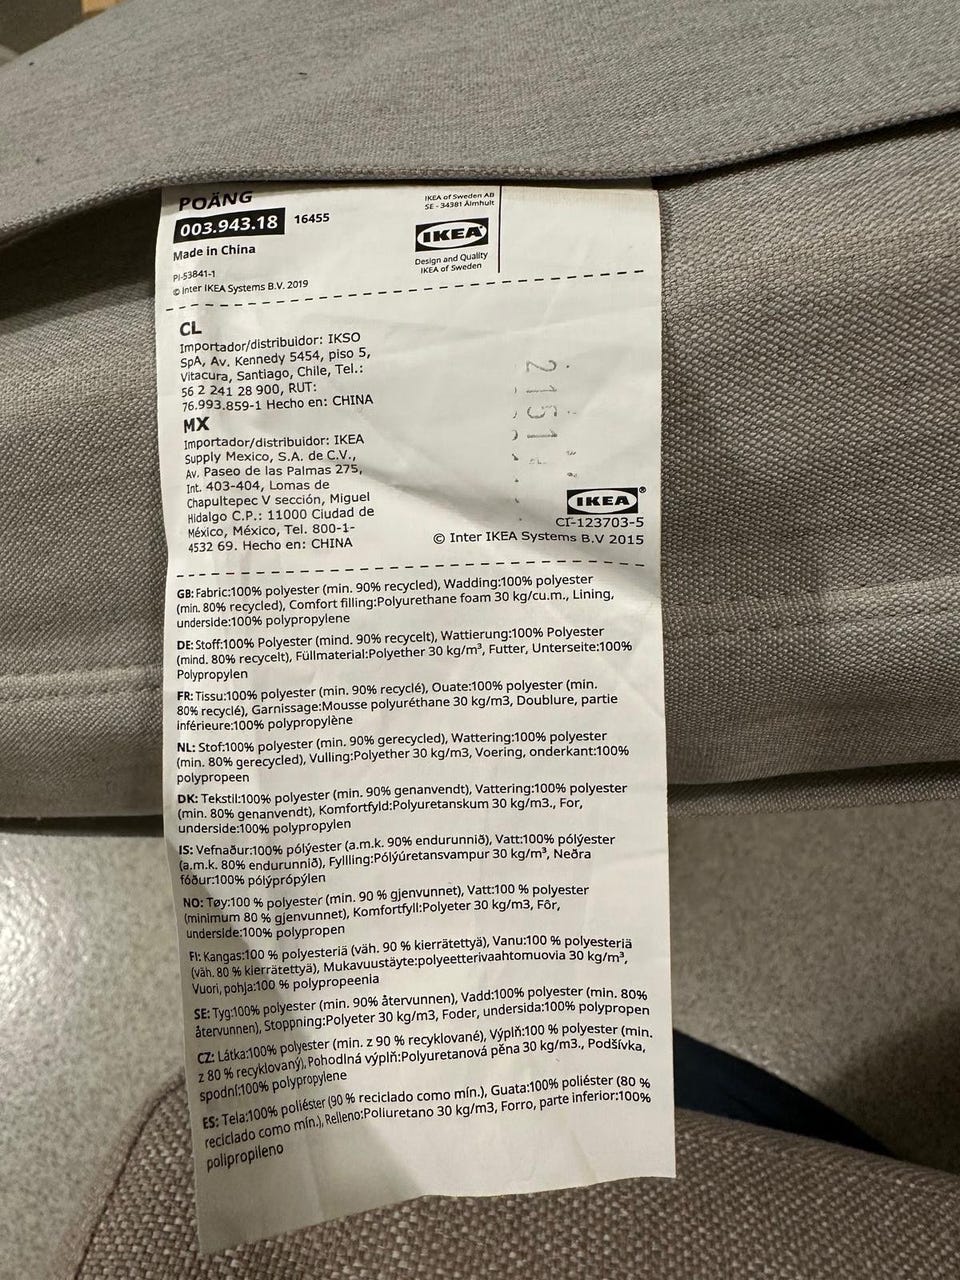 POÄNG
003.943.18 16455
Made in China
PI-53841-1
© Inter IKEA Systems B.V. 2019
IKEA of Sweden AB
SE - 34381 Älmhult
IKEA
Design and Quality
IKEA of Sweden
CL
Importador/distribuidor: IKSO
SpA, Av. Kennedy 5454, piso 5,
Vitacura, Santiago, Chile, Tel.:
56 2 241 28 900, RUT:
76.993.859-1 Hecho en: CHINA
MX
Importador/distribuidor: IKEA
Supply Mexico, S.A. de C.V.,
Av. Paseo de las Palmas 275,
Int. 403-404, Lomas de
Chapultepec V sección, Miguel
Hidalgo C.P.: 11000 Ciudad de
México, México, Tel. 800-1-
4532 69. Hecho en: CHINA
2151
IKEA®
CI-123703-5
© Inter IKEA Systems B.V 2015
GB: Fabric:100% polyester (min. 90% recycled), Wadding:100% polyester
(min. 80% recycled), Comfort filling:Polyurethane foam 30 kg/cu.m., Lining,
underside:100% polypropylene
DE: Stoff:100% Polyester (mind. 90% recycelt), Wattierung:100% Polyester
(mind. 80% recycelt), Füllmaterial:Polyether 30 kg/m³, Futter, Unterseite:100%
Polypropylen
FR: Tissu:100% polyester (min. 90% recyclé), Ouate:100% polyester (min.
80% recyclé), Garnissage:Mousse polyuréthane 30 kg/m3, Doublure, partie
inférieure:100% polypropylène
NL: Stof:100% polyester (min. 90% gerecycled), Wattering:100% polyester
(min. 80% gerecycled), Vulling:Polyether 30 kg/m3, Voering, onderkant:100%
polypropeen
DK: Tekstil:100% polyester (min. 90% genanvendt), Vattering:100% polyester
(min. 80% genanvendt), Komfortfyld:Polyuretanskum 30 kg/m3., For,
underside:100% polypropylen
IS: Vefnaður:100% pólýester (a.m.k. 90% endurunnið), Vatt:100% pólýester
(a.m.k. 80% endurunnið), Fyllling:Pólýúretansvampur 30 kg/m³, Neðra
fóður:100% pólýprópýlen
NO: Tøy:100 % polyester (min. 90 % gjenvunnet), Vatt:100 % polyester
(minimum 80 % gjenvunnet), Komfortfyll:Polyeter 30 kg/m3, Fôr,
underside:100% polypropen
FI: Kangas:100 % polyesteriä (väh. 90 % kierrätettyä), Vanu:100 % polyesteriä
(väh. 80 % kierrätettyä), Mukavuustäyte:polyeetterivaahtomuovia 30 kg/m³,
Vuori, pohja:100 % polypropeenia
SE: Tyg:100% polyester (min. 90% återvunnen), Vadd:100% polyester (min. 80%
återvunnen), Stoppning:Polyeter 30 kg/m3, Foder, undersida:100% polypropen
CZ: Látka:100% polyester (min. z 90 % recyklované), Výplň:100 % polyester (min.
z 80 % recyklovaný), Pohodlná výplň:Polyuretanová pěna 30 kg/m3., Podšívka,
spodní:100% polypropylene
ES: Tela:100% poliéster (90 % reciclado como mín.), Guata:100% poliéster (80 %
reciclado como mín.), Relleno:Poliuretano 30 kg/m3, Forro, parte inferior:100%
polipropileno